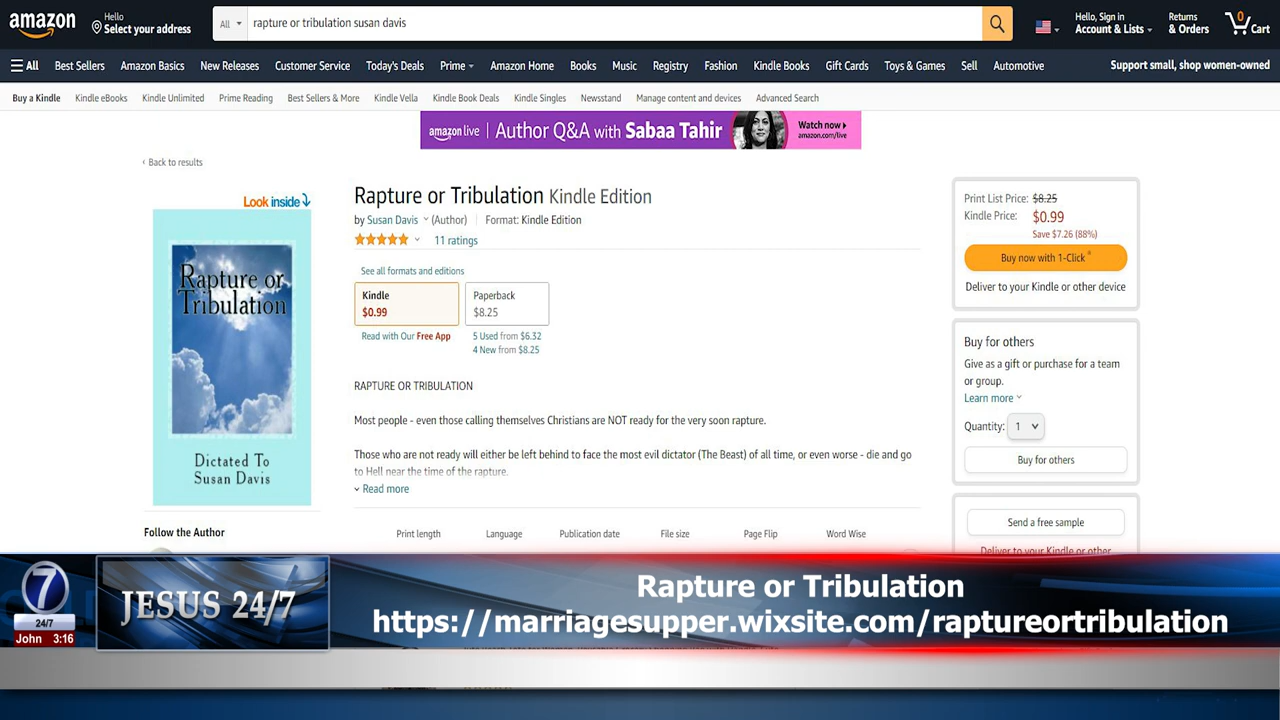 amazon
Hello
Select your address
All
rapture or tribulation susan davis
Hello, Sign in
Account & Lists
Returns
& Orders
0
Cart
All
Best Sellers
Amazon Basics
New Releases
Customer Service
Today's Deals
Prime
Amazon Home
Books
Music
Registry
Fashion
Kindle Books
Gift Cards
Toys & Games
Sell
Automotive
Support small, shop women-owned
Buy a Kindle
Kindle eBooks
Kindle Unlimited
Prime Reading
Best Sellers & More
Kindle Vella
Kindle Book Deals
Kindle Singles
Newsstand
Manage content and devices
Advanced Search
amazon live | Author Q&A with Sabaa Tahir
Watch now
amazon.com/live
‹ Back to results
Look inside
Rapture or
Tribulation
Dictated To
Susan Davis
Follow the Author
Rapture or Tribulation Kindle Edition
by Susan Davis (Author) | Format: Kindle Edition
11 ratings
See all formats and editions
Kindle
$0.99
Read with Our Free App
Paperback
$8.25
5 Used from $6.32
4 New from $8.25
RAPTURE OR TRIBULATION
Most people - even those calling themselves Christians are NOT ready for the very soon rapture.
Those who are not ready will either be left behind to face the most evil dictator (The Beast) of all time, or even worse - die and go
to Hell near the time of the rapture.
Read more
Print length
Language
Publication date
File size
Page Flip
Word Wise
Print List Price: $8.25
Kindle Price: $0.99
Save $7.26 (88%)
Buy now with 1-Click ®
Deliver to your Kindle or other device
Buy for others
Give as a gift or purchase for a team
or group.
Learn more
Quantity: 1
Buy for others
Send a free sample
Deliver to your Kindle or other
7
24/7
John 3:16
JESUS 24/7
Rapture or Tribulation
https://marriagesupper.wixsite.com/raptureortribulation